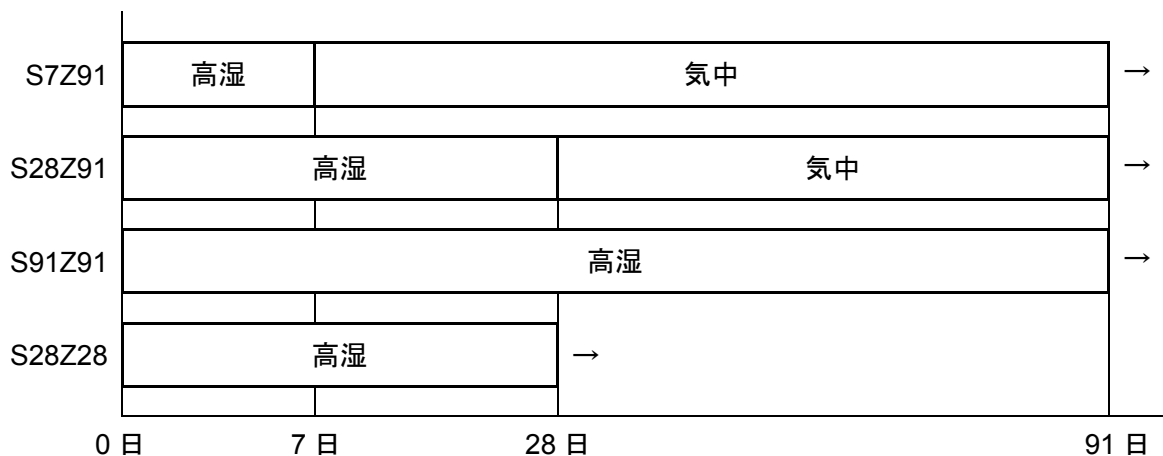 S7Z91 高湿 気中 →
S28Z91 高湿 気中 →
S91Z91 高湿 →
S28Z28 高湿 →
0 日 7 日 28 日 91 日